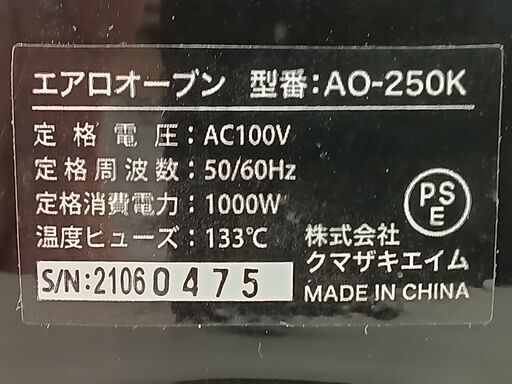 エアロオーブン 型番：AO-250K
定格電圧：AC100V
定格周波数：50/60Hz
定格消費電力：1000W
温度ヒューズ：133℃
S/N:21060475
PSE
株式会社
クマザキエイム
MADE IN CHINA